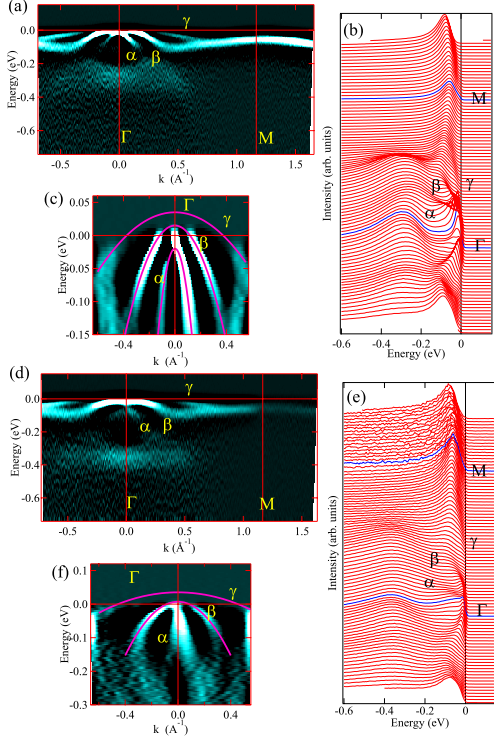 (a)
γ
0.0
-0.2
-0.4
-0.6
Energy (eV)
α β
Γ
M
-0.5 0.0 0.5 1.0 1.5
k (A⁻¹)
(b)
Intensity (arb. units)
M
β
γ
α
Γ
-0.6 -0.4 -0.2 0
Energy (eV)
(c)
Γ
γ
0.05
0.00
-0.05
-0.10
-0.15
Energy (eV)
β
α
-0.4 0.0 0.4
k (A⁻¹)
(d)
γ
0.0
-0.2
-0.4
-0.6
Energy (eV)
α β
Γ
M
-0.5 0.0 0.5 1.0 1.5
k (Å⁻¹)
(e)
Intensity (arb. units)
M
γ
β
α
Γ
-0.6 -0.4 -0.2 0
Energy (eV)
(f)
Γ
γ
0.1
0.0
-0.1
-0.2
-0.3
Energy (eV)
β
α
-0.4 0.0 0.4
k (Å⁻¹)